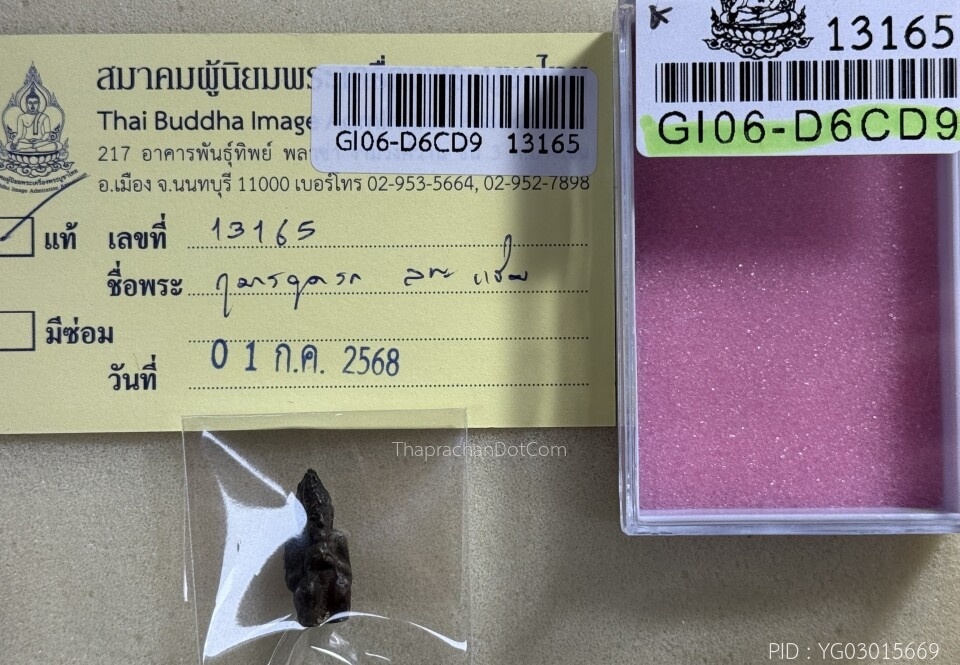 สมาคมผู้นิยมพระ
Thai Buddha Image
217 อาคารพันธุ์ทิพย์
อ.เมือง จ.นนทบุรี 11000 เบอร์โทร 02-953-5664, 02-952-7898
GI06-D6CD9 13165
แท้ เลขที่ 13165
ชื่อพระ
มีซ่อม
วันที่ 01 ก.ค. 2568
13165
GI06-D6CD9
ThaprachanDotCom
PID : YG03015669